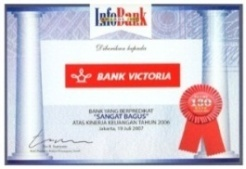 InfoBank
Diberikan kepada
BANK VICTORIA
BANK YANG BERPREDIKAT
"SANGAT BAGUS"
ATAS KINERJA KEUANGAN TAHUN 2006
Jakarta, 19 Juli 2007
130